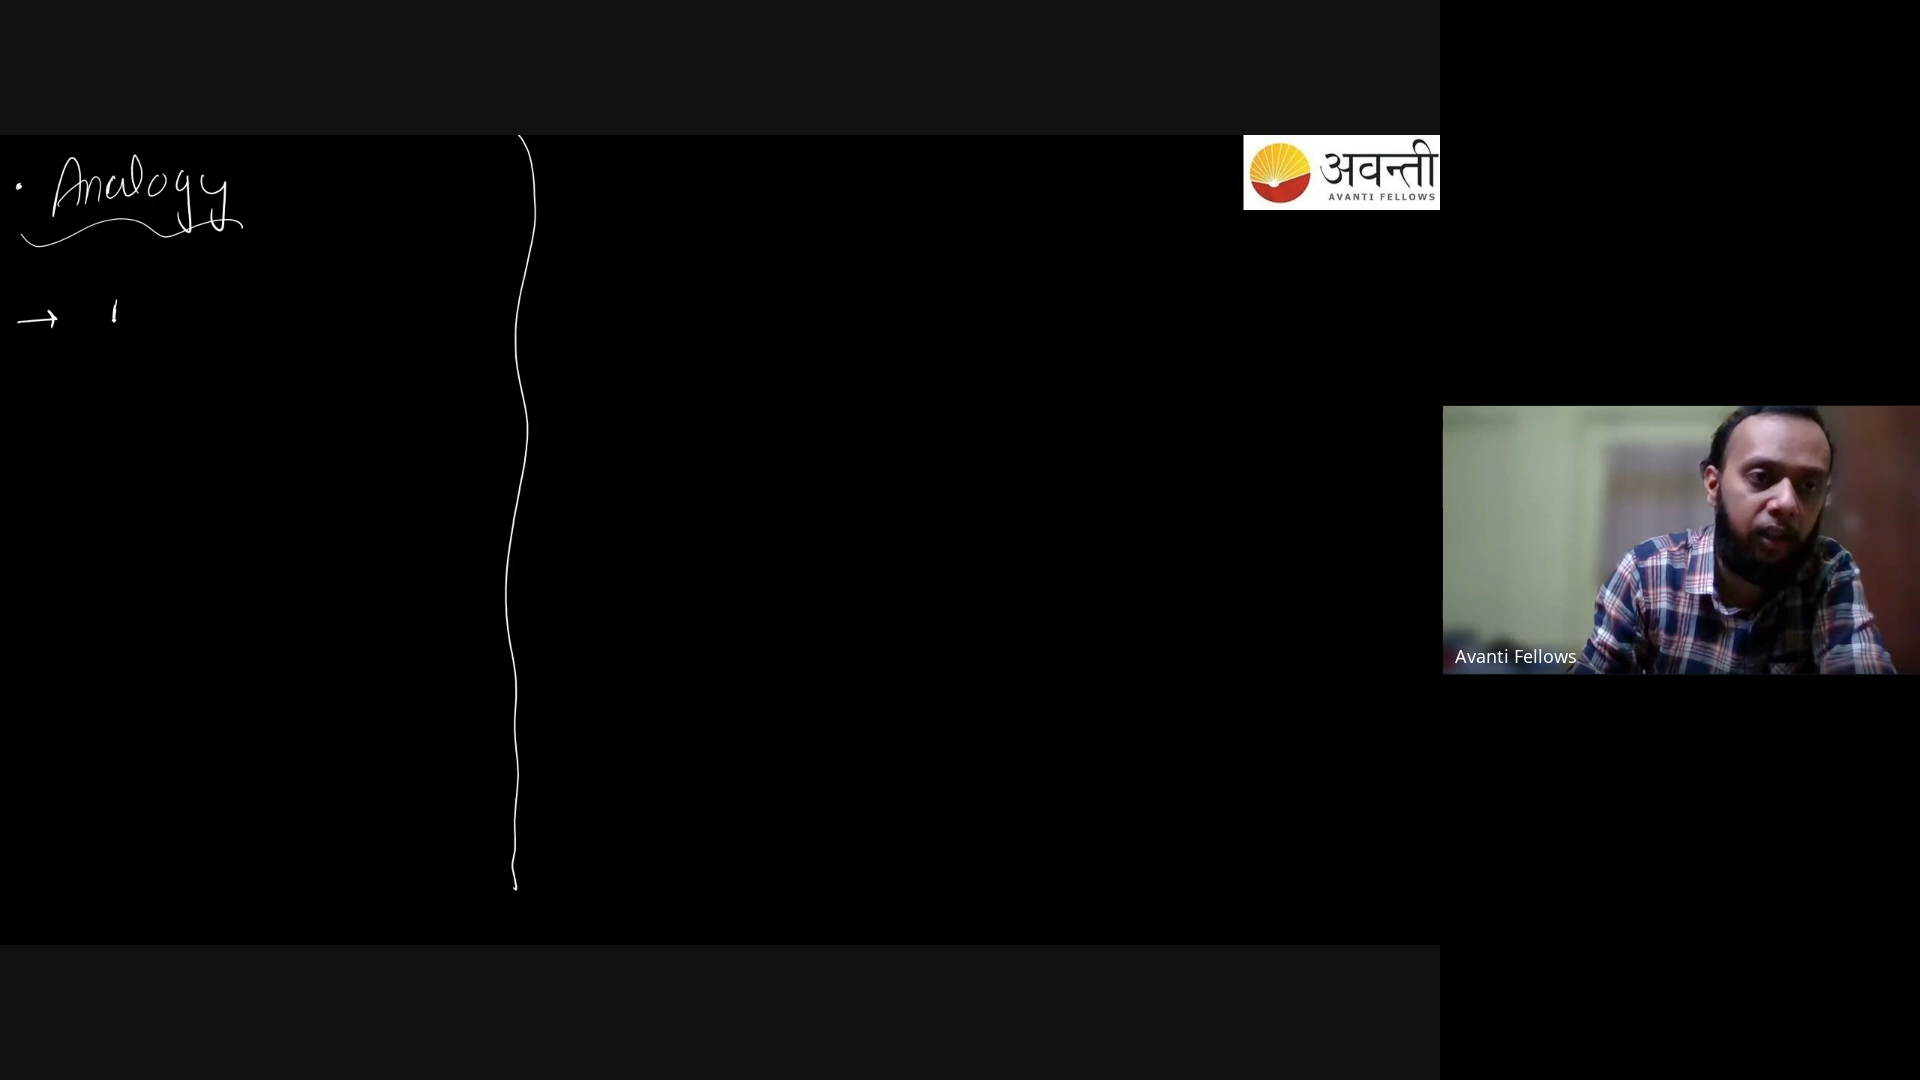 · Analogy
→ 1
अवन्ती
AVANTI FELLOWS
Avanti Fellows